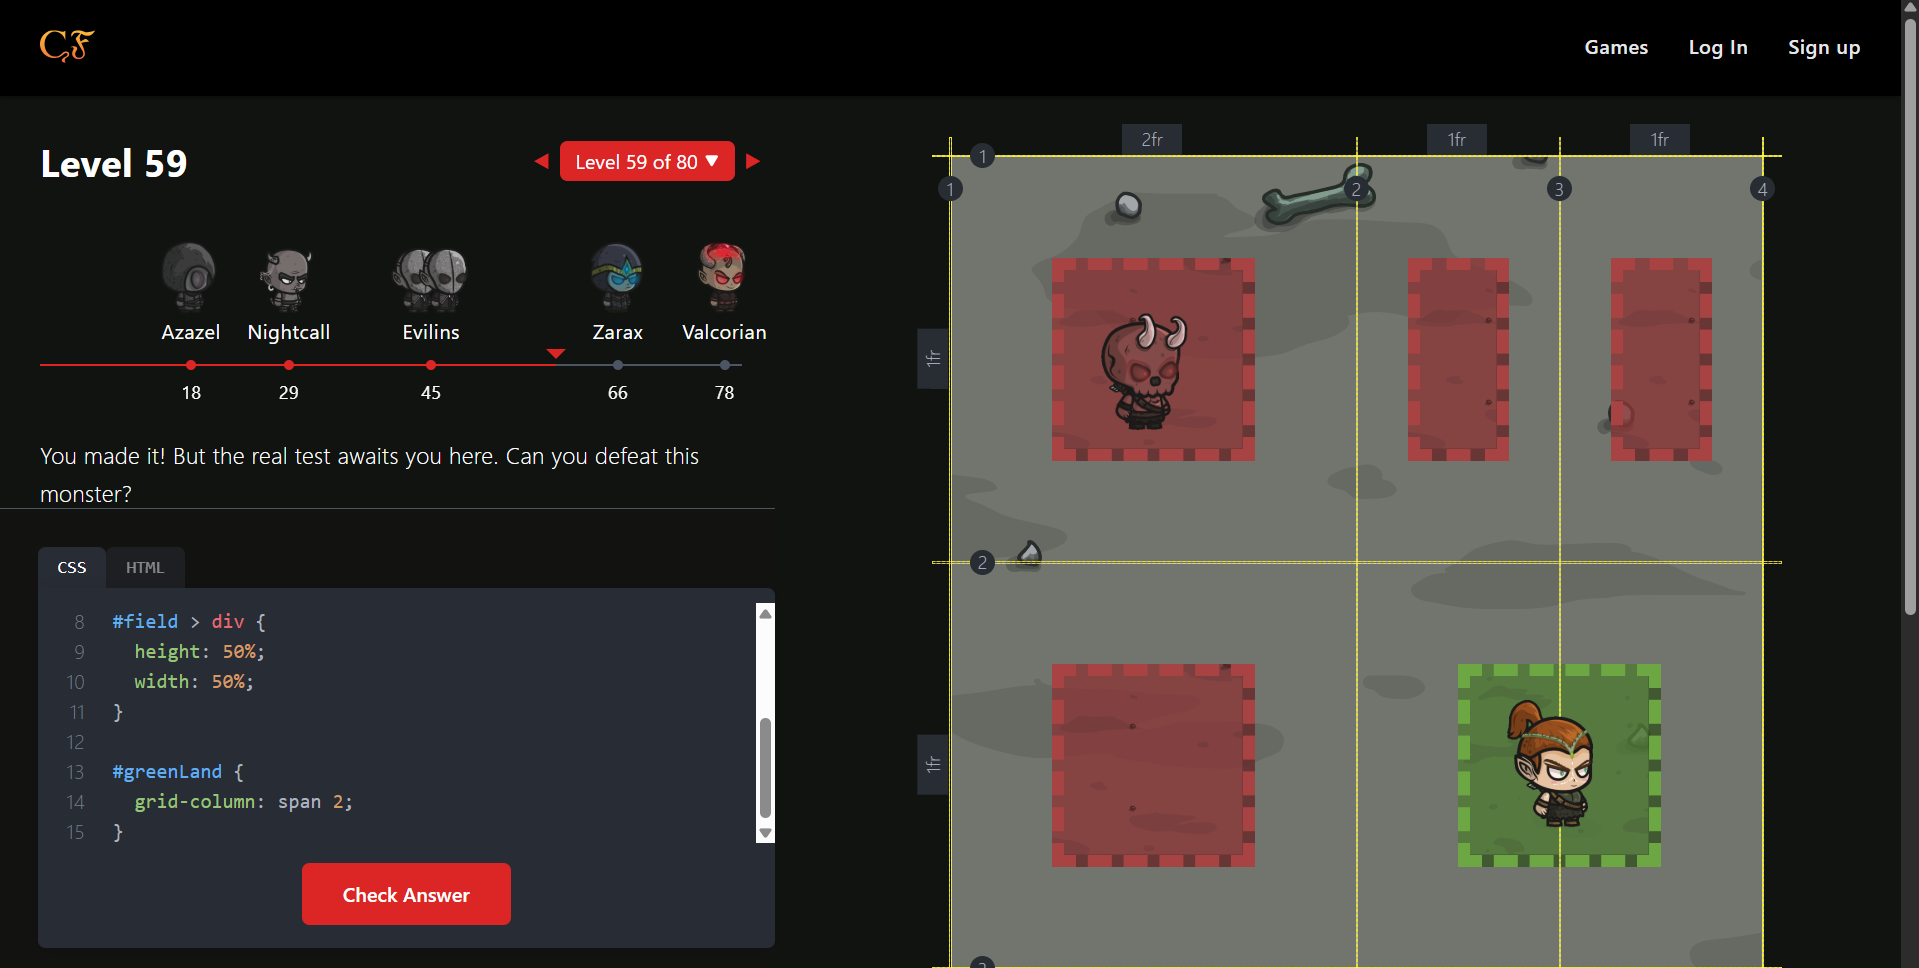 CF
Games
Log In
Sign up
Level 59
Level 59 of 80 ▼
Azazel
Nightcall
Evilins
Zarax
Valcorian
18
29
45
66
78
You made it! But the real test awaits you here. Can you defeat this
monster?
CSS
HTML
8 #field > div {
9 height: 50%;
10 width: 50%;
11 }
12
13 #greenLand {
14 grid-column: span 2;
15 }
Check Answer
2fr
1fr
1fr
1
1
2
3
4
1fr
2
1fr